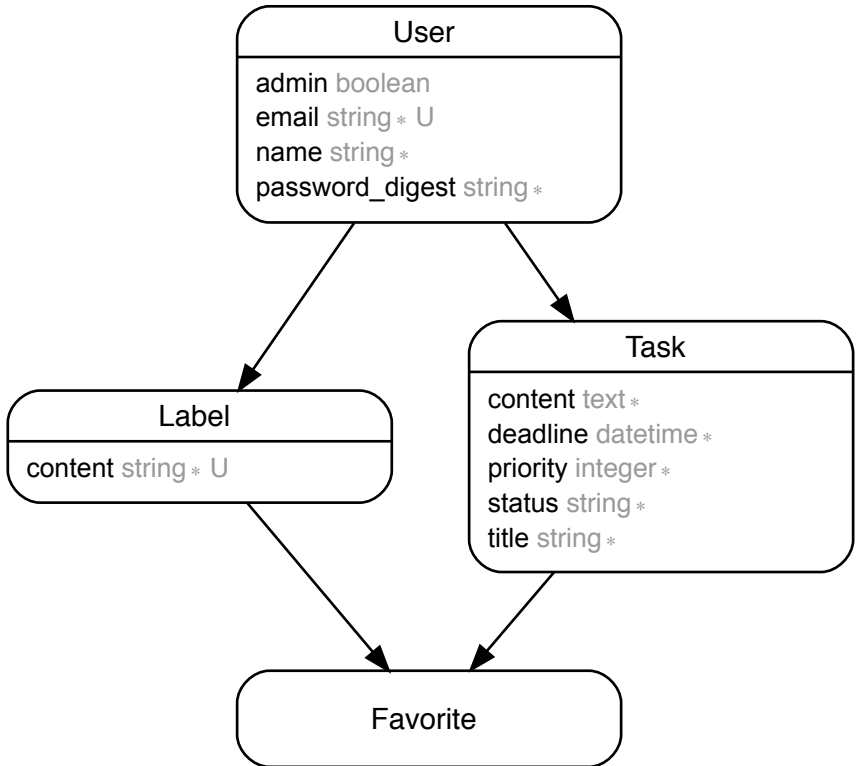 User
admin boolean
email string ∗ U
name string ∗
password_digest string ∗
Task
content text ∗
deadline datetime ∗
priority integer ∗
status string ∗
title string ∗
Label
content string ∗ U
Favorite